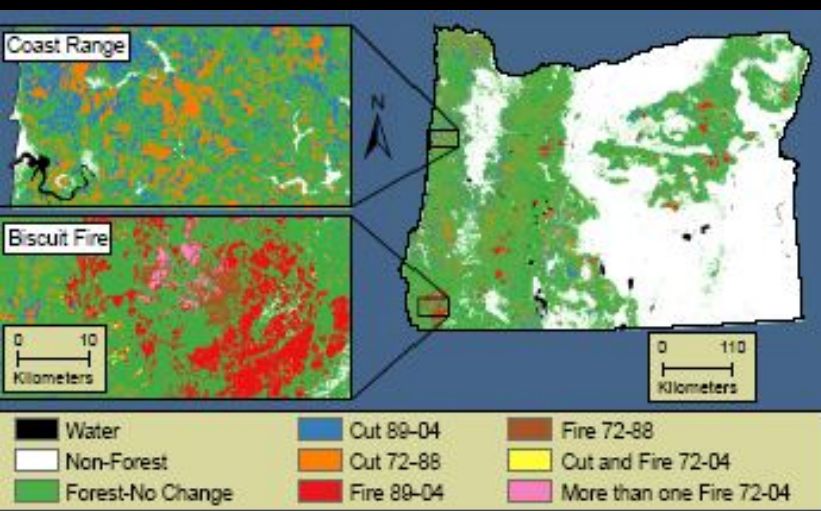 Coast Range
N
Biscuit Fire
0 10
Kilometers
0 110
Kilometers
Water
Non-Forest
Forest-No Change
Cut 89-04
Cut 72-88
Fire 89-04
Fire 72-88
Cut and Fire 72-04
More than one Fire 72-04